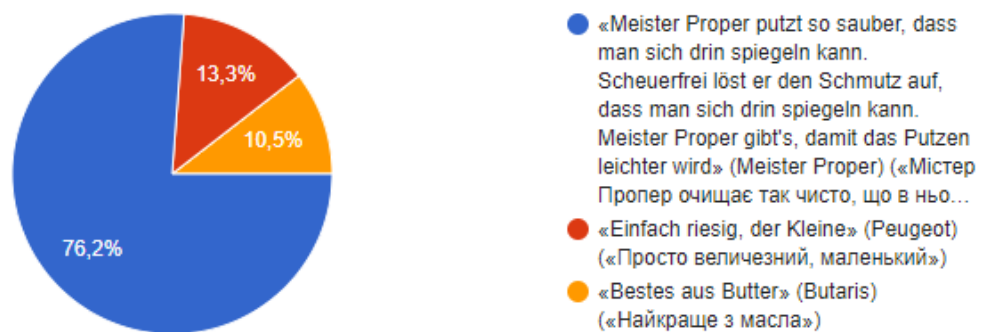 13,3%
10,5%
76,2%
«Meister Proper putzt so sauber, dass
man sich drin spiegeln kann.
Scheuerfrei löst er den Schmutz auf,
dass man sich drin spiegeln kann.
Meister Proper gibt's, damit das Putzen
leichter wird» (Meister Proper) («Містер
Пропер очищає так чисто, що в ньо...
«Einfach riesig, der Kleine» (Peugeot)
(«Просто величезний, маленький»)
«Bestes aus Butter» (Butaris)
(«Найкраще з масла»)